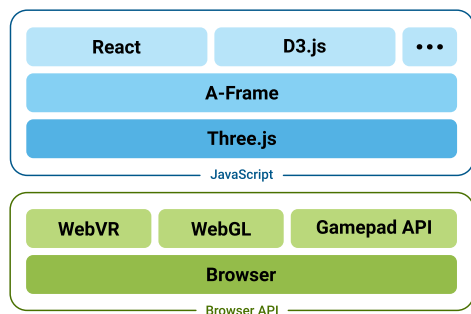 React D3.js •••
A-Frame
Three.js
JavaScript
WebVR WebGL Gamepad API
Browser
Browser API